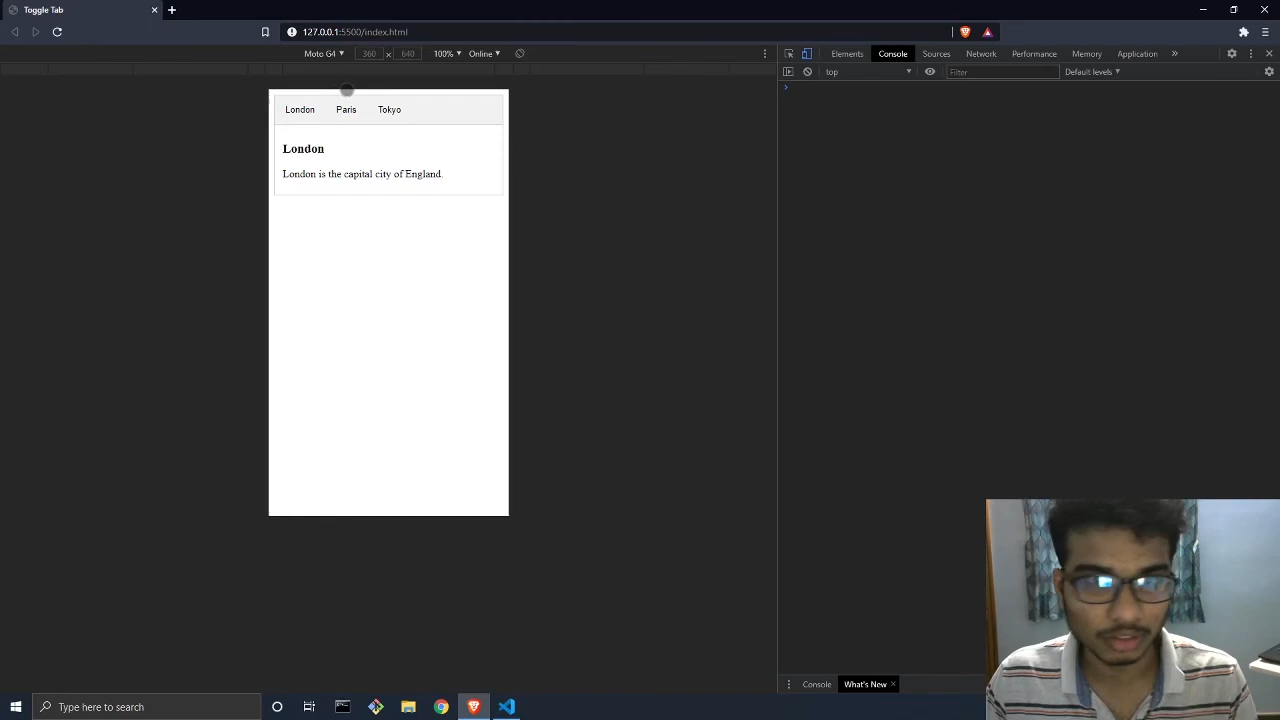 Toggle Tab
127.0.0.1:5500/index.html
Moto G4 360 × 640 100% Online
Elements Console Sources Network Performance Memory Application »
top Filter Default levels
London Paris Tokyo
London
London is the capital city of England.
Console What's New ×
Type here to search